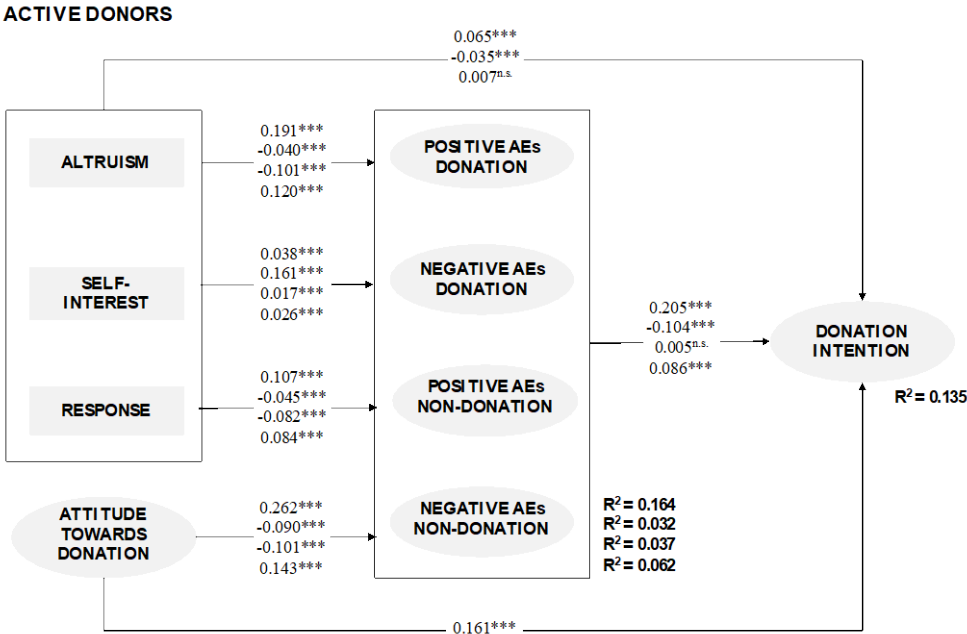 ACTIVE DONORS
0.065***
-0.035***
0.007n.s.
ALTRUISM
0.191***
-0.040***
-0.101***
0.120***
POSITIVE AEs
DONATION
SELF-
INTEREST
0.038***
0.161***
0.017***
0.026***
NEGATIVE AEs
DONATION
0.205***
-0.104***
0.005n.s.
0.086***
DONATION
INTENTION
R2 = 0.135
RESPONSE
0.107***
-0.045***
-0.082***
0.084***
POSITIVE AEs
NON-DONATION
ATTITUDE
TOWARDS
DONATION
0.262***
-0.090***
-0.101***
0.143***
NEGATIVE AEs
NON-DONATION
R2 = 0.164
R2 = 0.032
R2 = 0.037
R2 = 0.062
0.161***